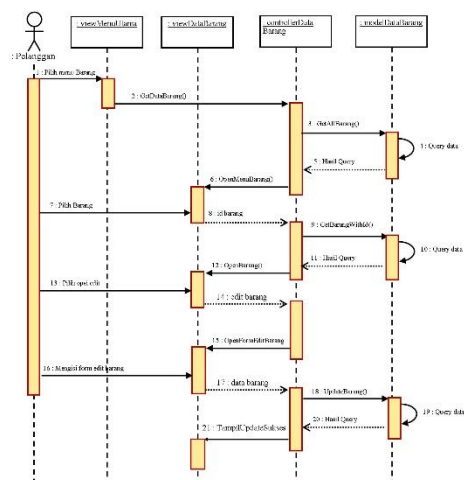 : viewMenuUtama
: viewDataBarang
: controllerData
Barang
: modelDataBarang
: Pelanggan
1 : Pilih menu Barang
2 : GetDataBarang()
3 : GetAllBarang()
4 : Query data
5 : Hasil Query
6 : OpenMenuBarang()
7 : Pilih Barang
8 : id barang
9 : GetBarangWithId()
10 : Query data
11 : Hasil Query
12 : OpenBarang()
13 : Pilih opsi edit
14 : edit barang
15 : OpenFormEditBarang
16 : Mengisi form edit barang
17 : data barang
18 : UpdateBarang()
19 : Query data
20 : Hasil Query
21 : TampilUpdateSukses